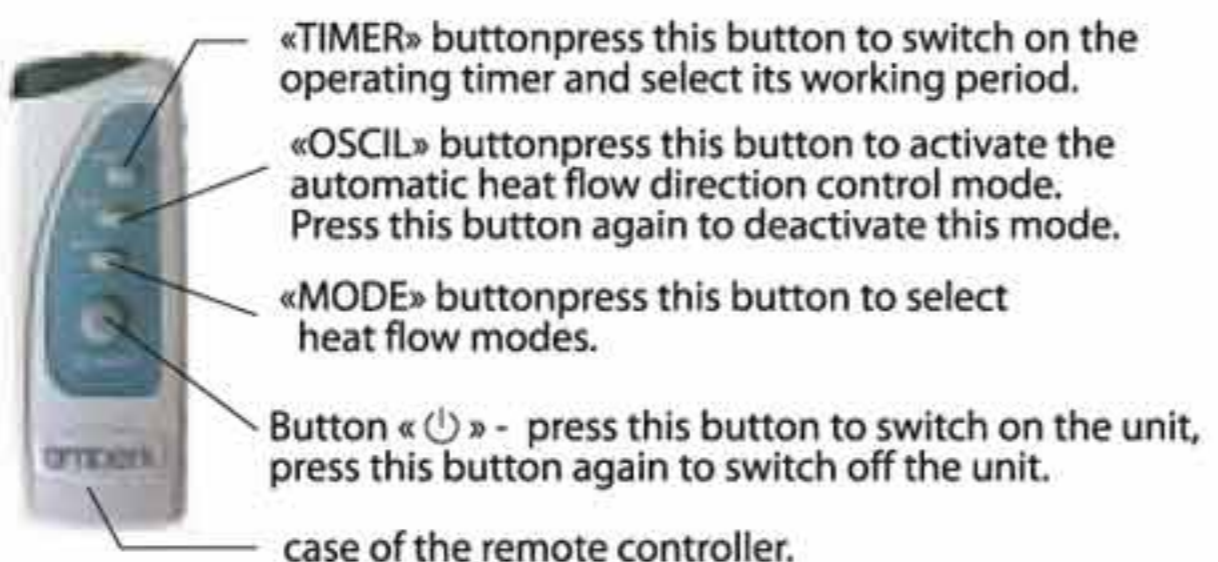 «TIMER» buttonpress this button to switch on the
operating timer and select its working period.
«OSCIL» buttonpress this button to activate the
automatic heat flow direction control mode.
Press this button again to deactivate this mode.
«MODE» buttonpress this button to select
heat flow modes.
Button « ⏻ » - press this button to switch on the unit,
press this button again to switch off the unit.
case of the remote controller.